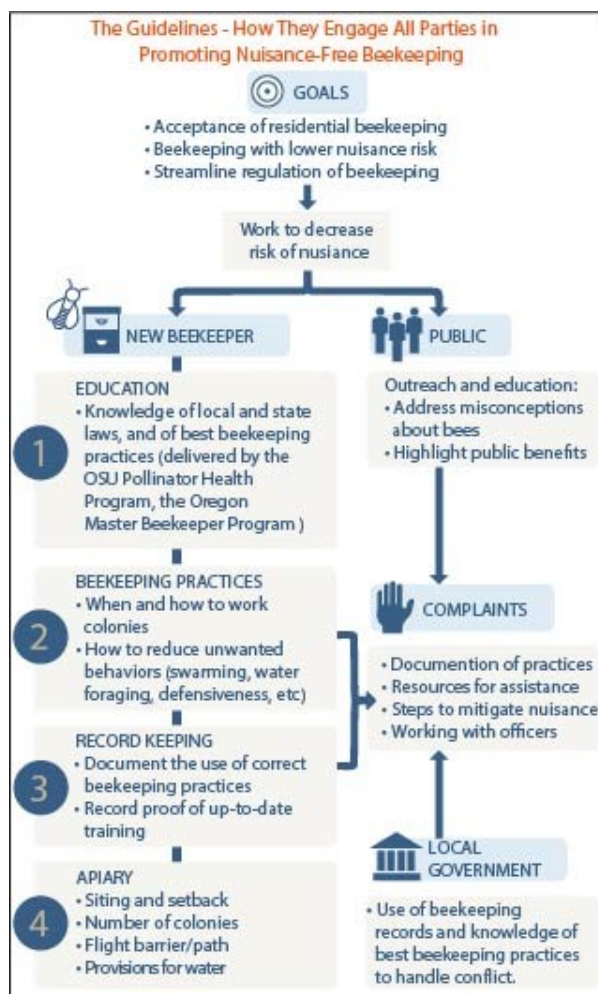 The Guidelines - How They Engage All Parties in
Promoting Nuisance-Free Beekeeping
GOALS
• Acceptance of residential beekeeping
• Beekeeping with lower nuisance risk
• Streamline regulation of beekeeping
Work to decrease
risk of nusiance
NEW BEEKEEPER
1
EDUCATION
• Knowledge of local and state
laws, and of best beekeeping
practices (delivered by the
OSU Pollinator Health
Program, the Oregon
Master Beekeeper Program )
2
BEEKEEPING PRACTICES
• When and how to work
colonies
• How to reduce unwanted
behaviors (swarming, water
foraging, defensiveness, etc)
3
RECORD KEEPING
• Document the use of correct
beekeeping practices
• Record proof of up-to-date
training
4
APIARY
• Siting and setback
• Number of colonies
• Flight barrier/path
• Provisions for water
PUBLIC
Outreach and education:
• Address misconceptions
about bees
• Highlight public benefits
COMPLAINTS
• Documention of practices
• Resources for assistance
• Steps to mitigate nuisance
• Working with officers
LOCAL
GOVERNMENT
• Use of beekeeping
records and knowledge of
best beekeeping practices
to handle conflict.